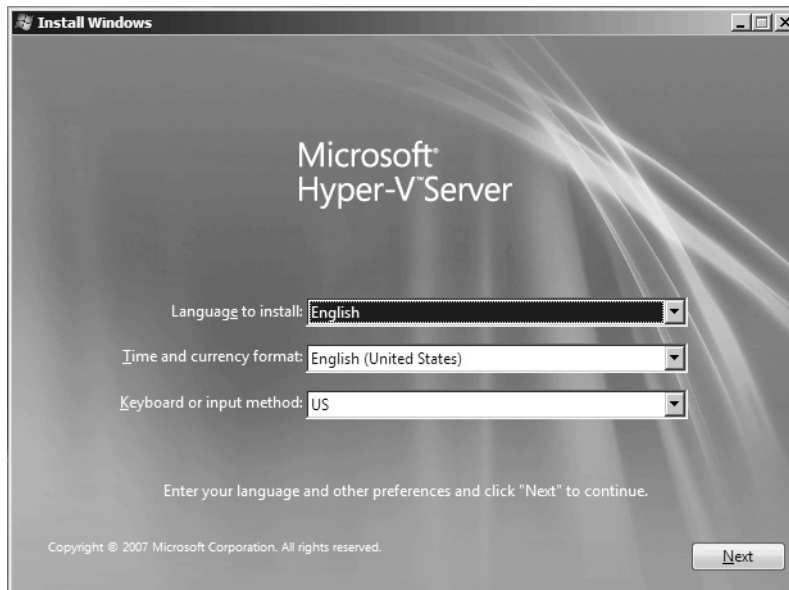 Install Windows
Microsoft®
Hyper-V™Server
Language to install: English
Time and currency format: English (United States)
Keyboard or input method: US
Enter your language and other preferences and click "Next" to continue.
Copyright © 2007 Microsoft Corporation. All rights reserved.
Next